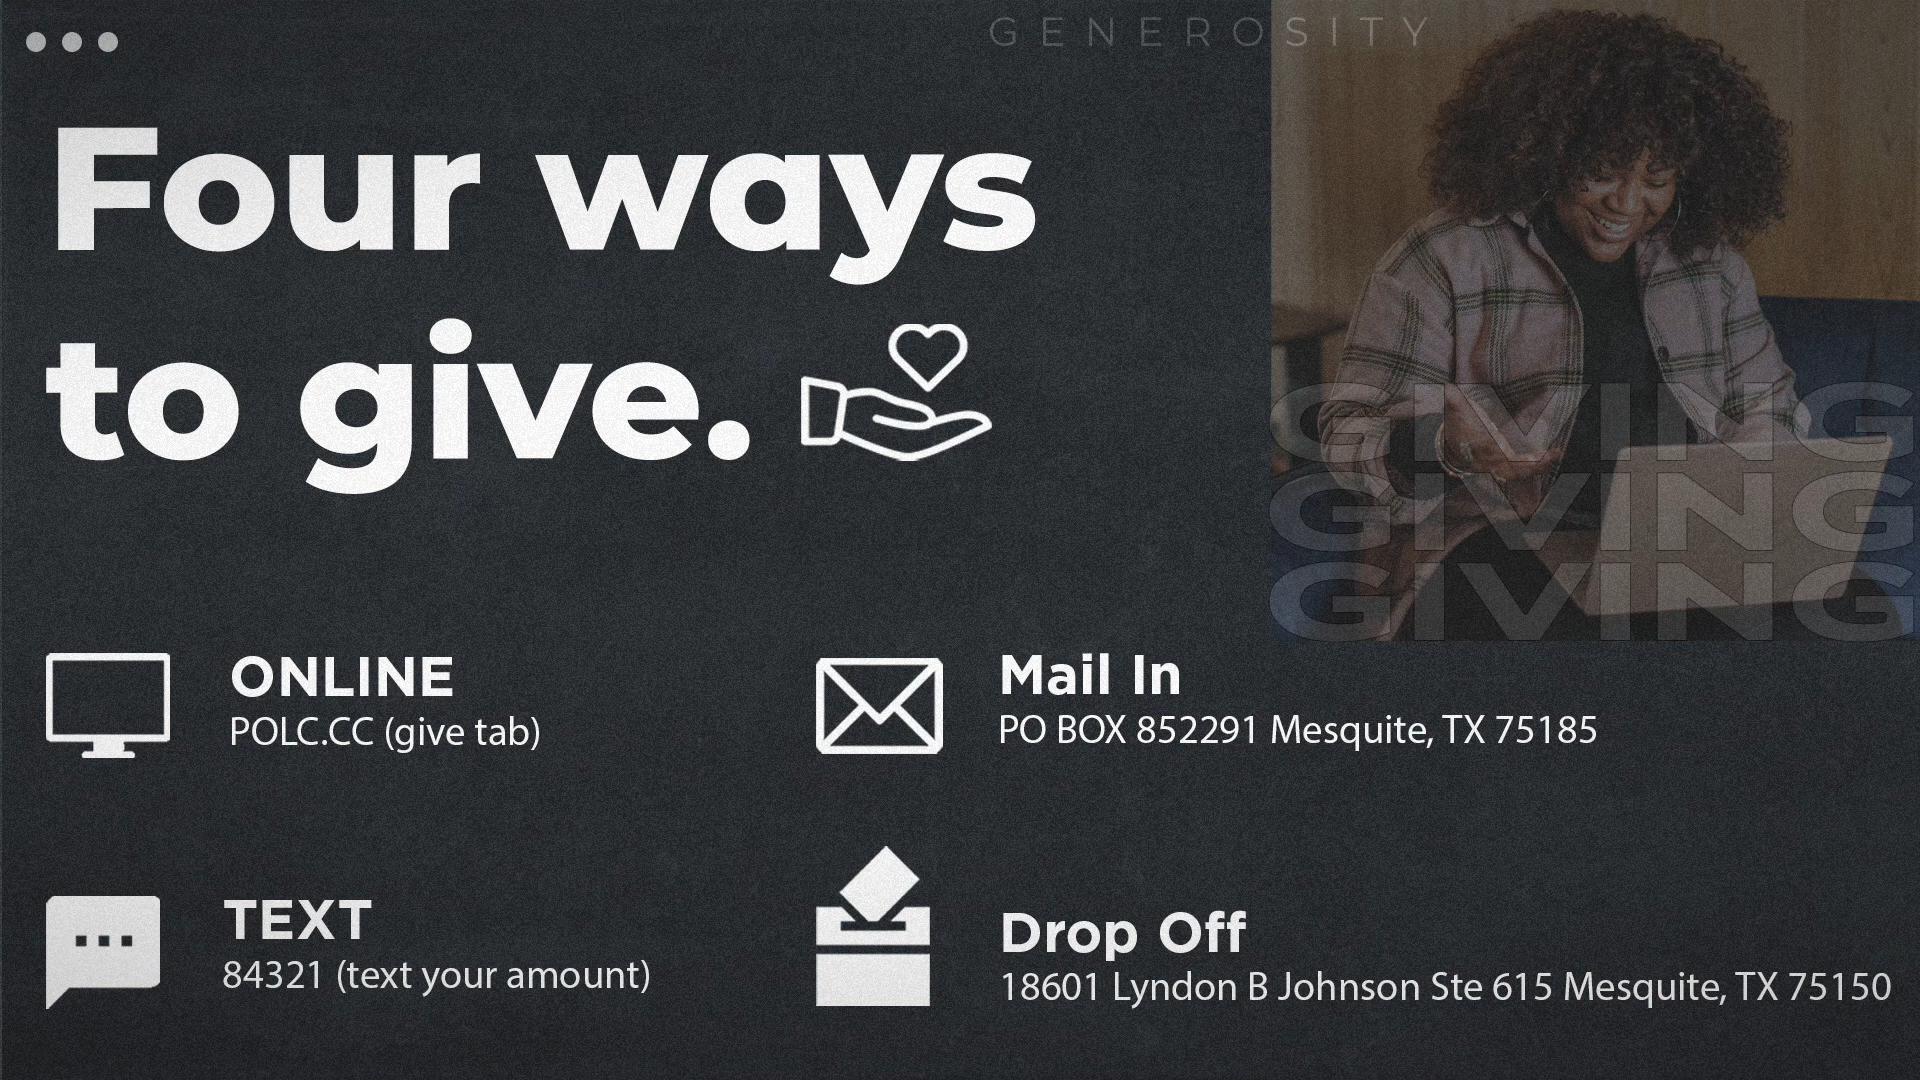 GENEROSITY
Four ways
to give.
GIVING
GIVING
GIVING
ONLINE
POLC.CC (give tab)
Mail In
PO BOX 852291 Mesquite, TX 75185
TEXT
84321 (text your amount)
Drop Off
18601 Lyndon B Johnson Ste 615 Mesquite, TX 75150